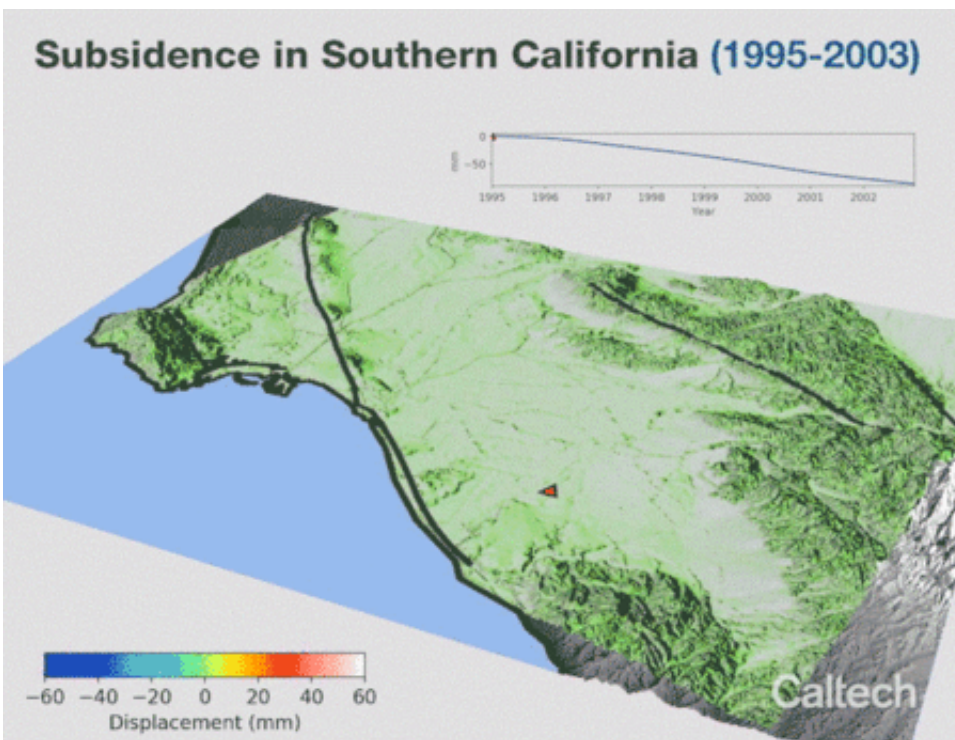 Subsidence in Southern California (1995-2003)
0
mm
−50
1995 1996 1997 1998 1999 2000 2001 2002
Year
Caltech
−60 −40 −20 0 20 40 60
Displacement (mm)